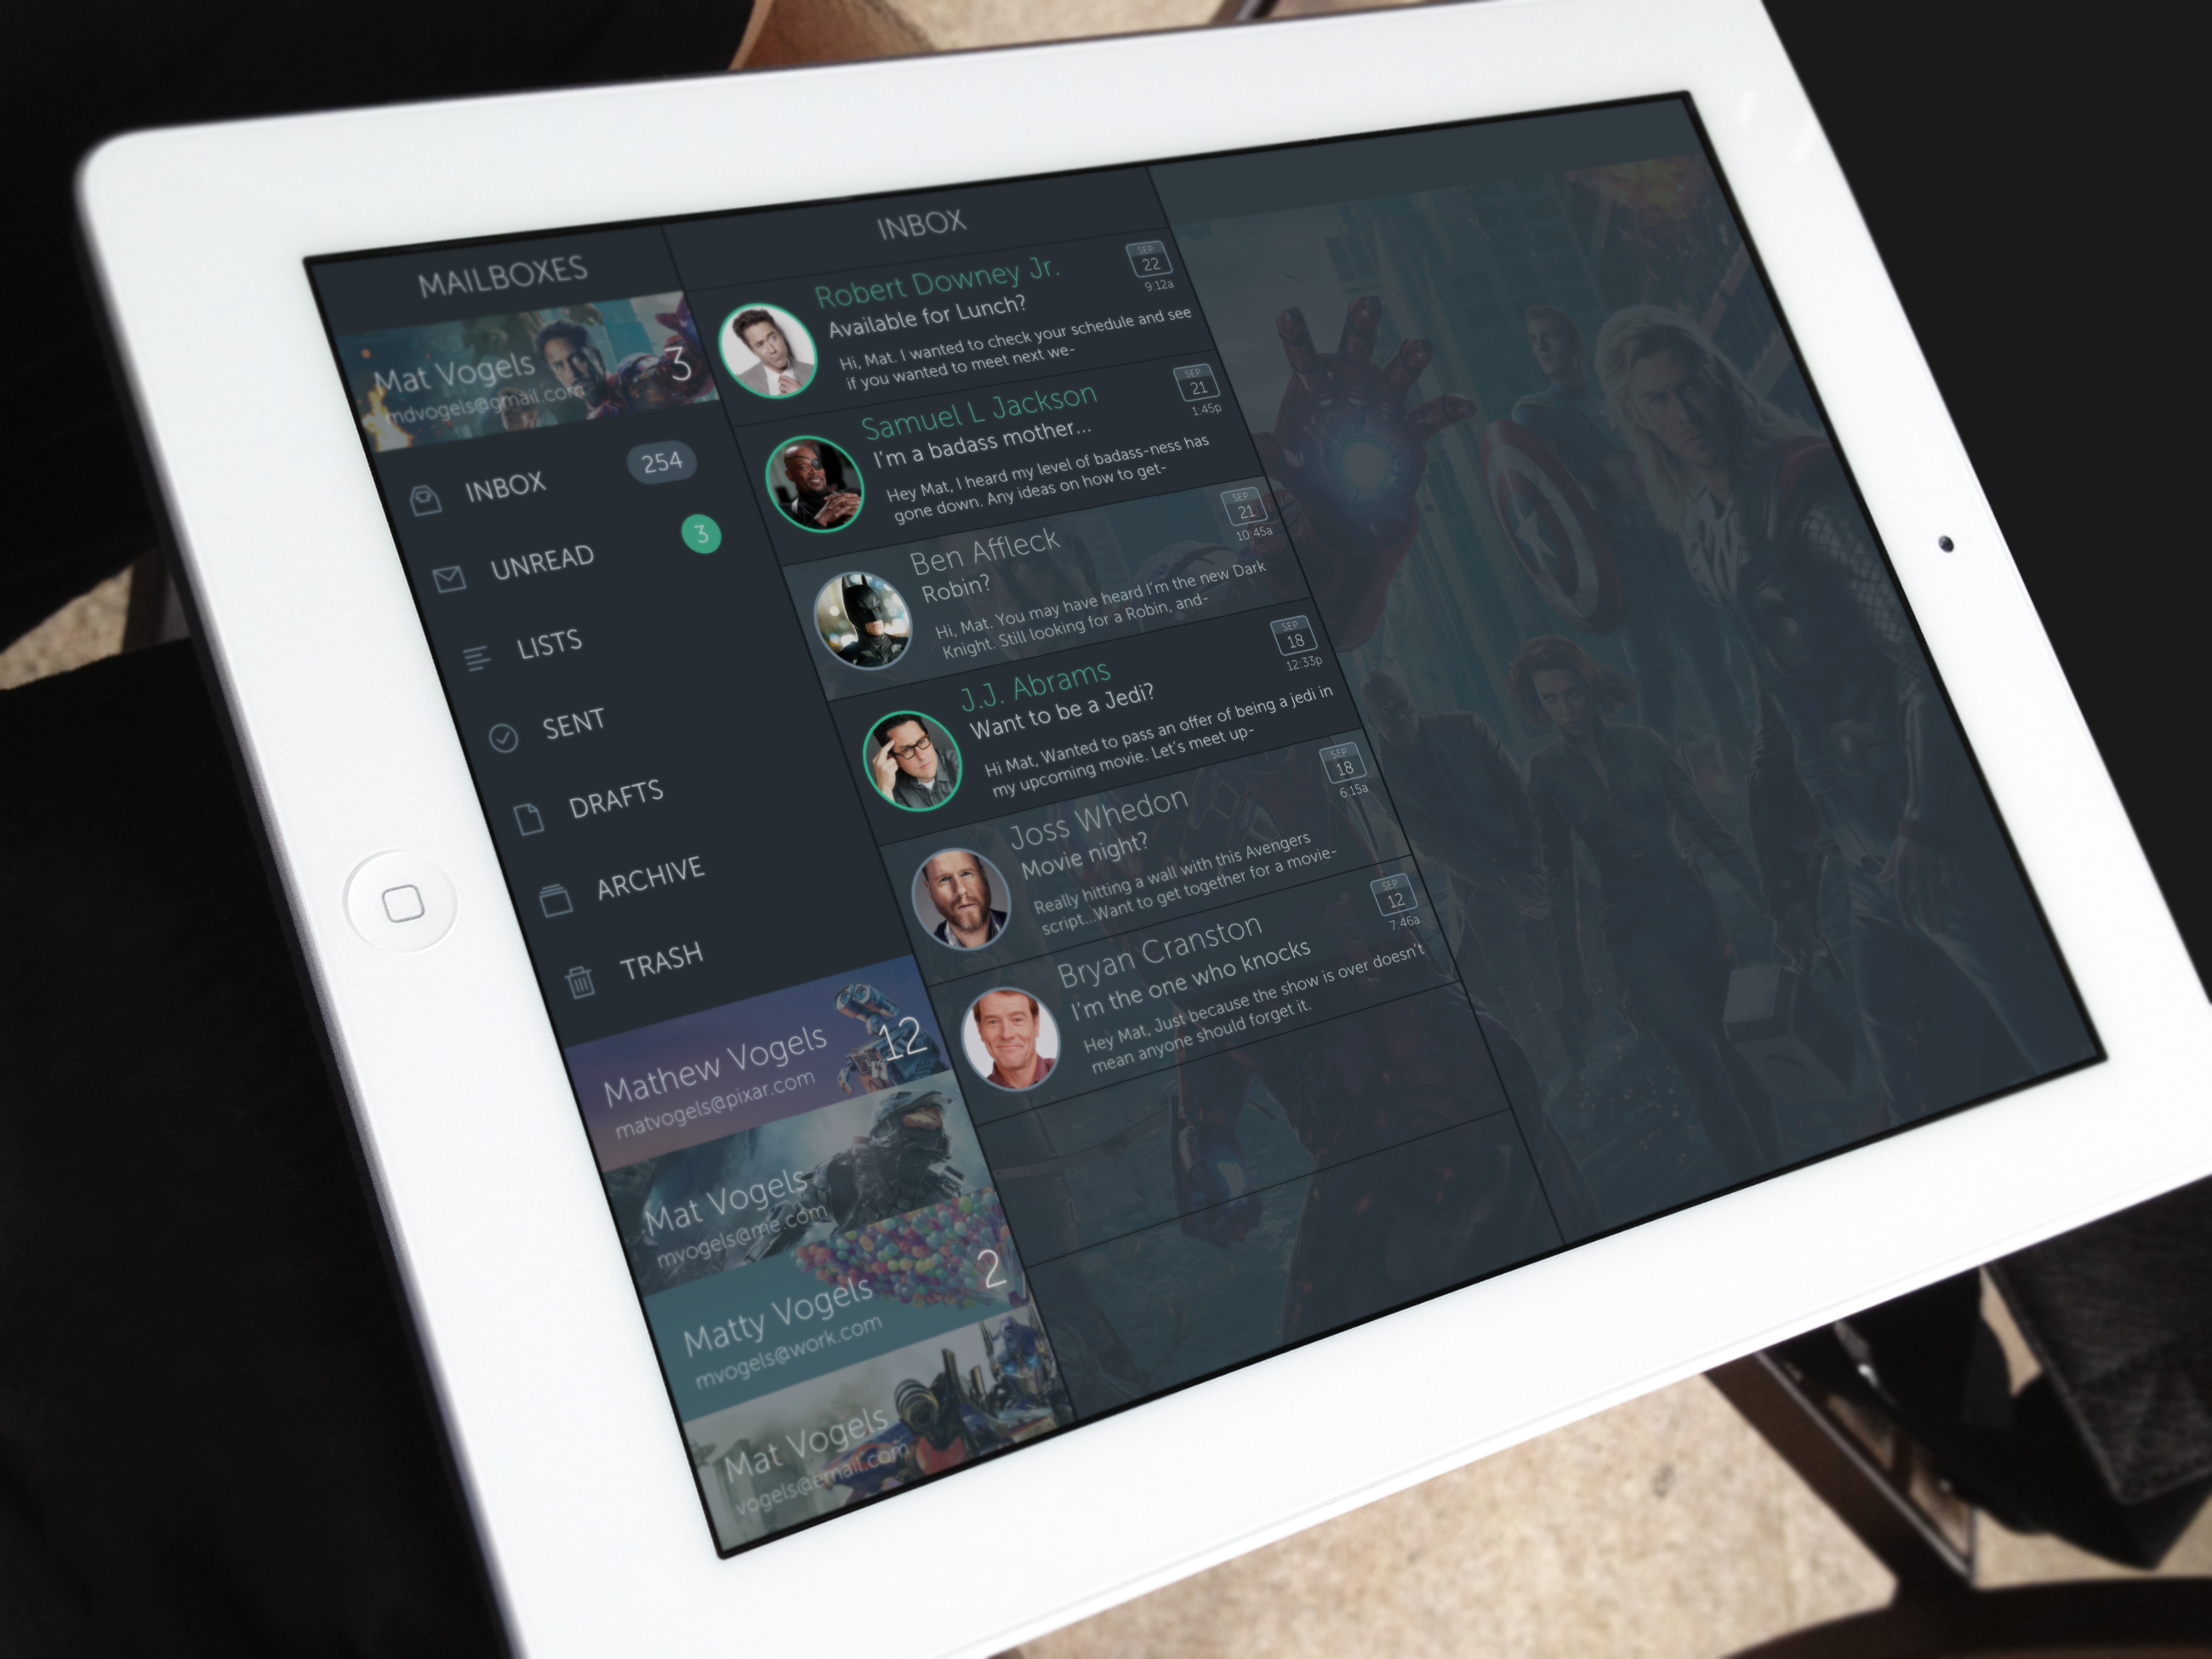 MAILBOXES
Mat Vogels
3
mdvogels@gmail.com
INBOX
254
UNREAD
3
LISTS
SENT
DRAFTS
ARCHIVE
TRASH
Mathew Vogels
12
matvogels@pixar.com
Mat Vogels
mvogels@me.com
Matty Vogels
2
mvogels@work.com
Mat Vogels
vogels@email.com
INBOX
Robert Downey Jr.
SEP
22
9:12a
Available for Lunch?
Hi, Mat. I wanted to check your schedule and see
if you wanted to meet next we-
Samuel L Jackson
SEP
21
1:45p
I'm a badass mother...
Hey Mat, I heard my level of badass-ness has
gone down. Any ideas on how to get-
Ben Affleck
SEP
21
10:45a
Robin?
Hi, Mat. You may have heard I'm the new Dark
Knight. Still looking for a Robin, and-
J.J. Abrams
SEP
18
12:33p
Want to be a Jedi?
Hi Mat, Wanted to pass an offer of being a jedi in
my upcoming movie. Let's meet up-
Joss Whedon
SEP
18
6:15a
Movie night?
Really hitting a wall with this Avengers
script...Want to get together for a movie-
Bryan Cranston
SEP
12
7:46a
I'm the one who knocks
Hey Mat, Just because the show is over doesn't
mean anyone should forget it.